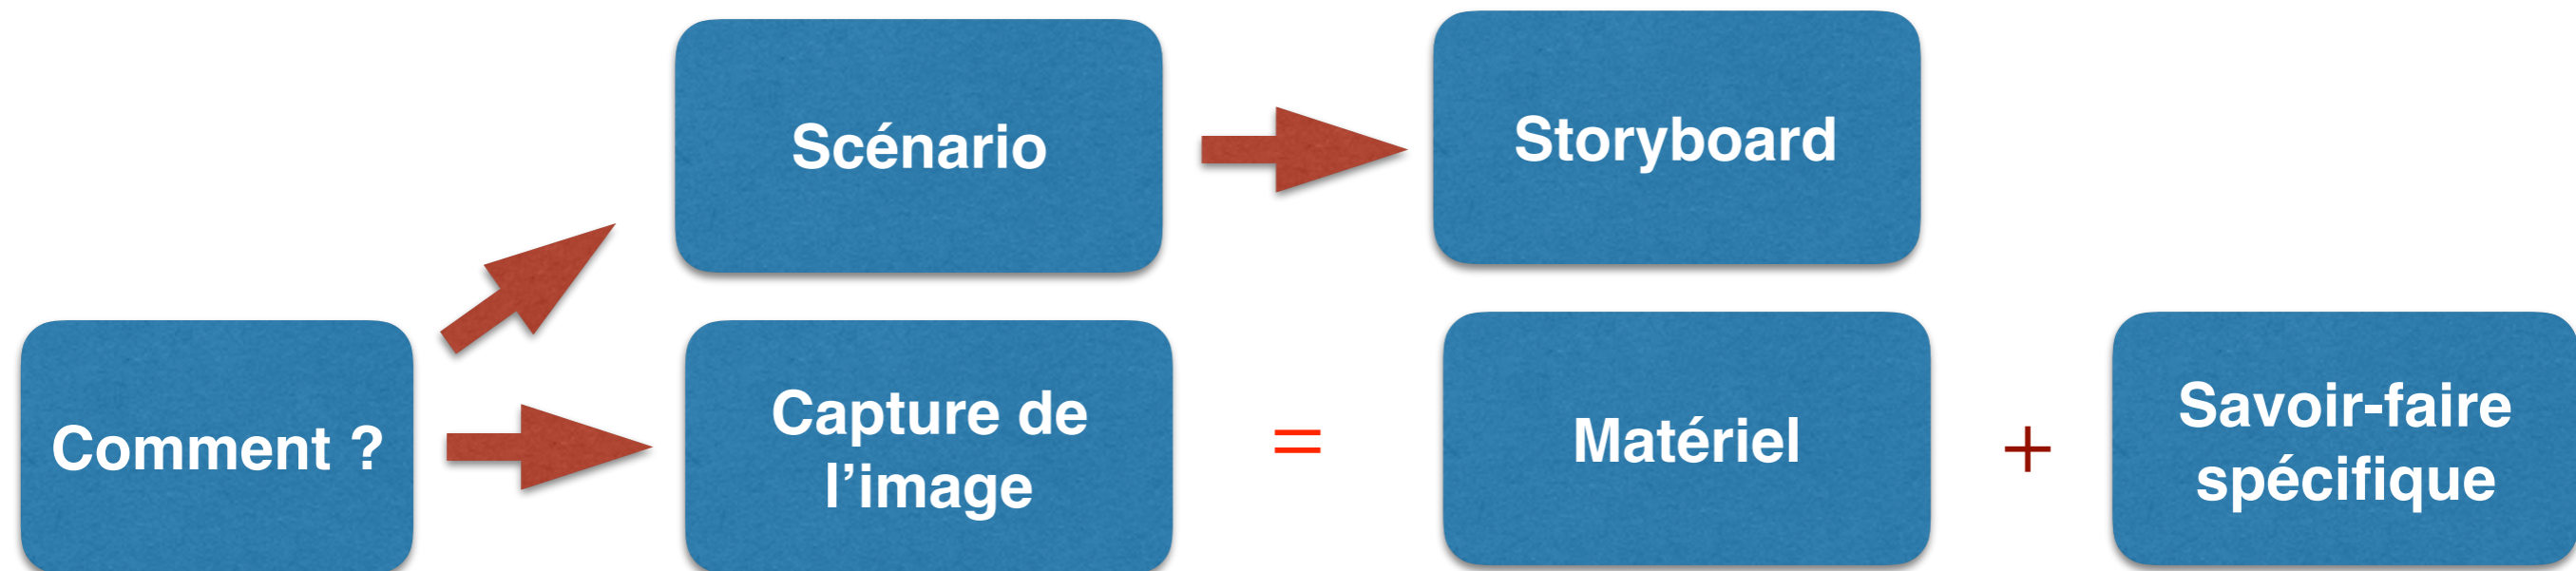 Scénario
Storyboard
Comment ?
Capture de
l’image
=
Matériel
+
Savoir-faire
spécifique